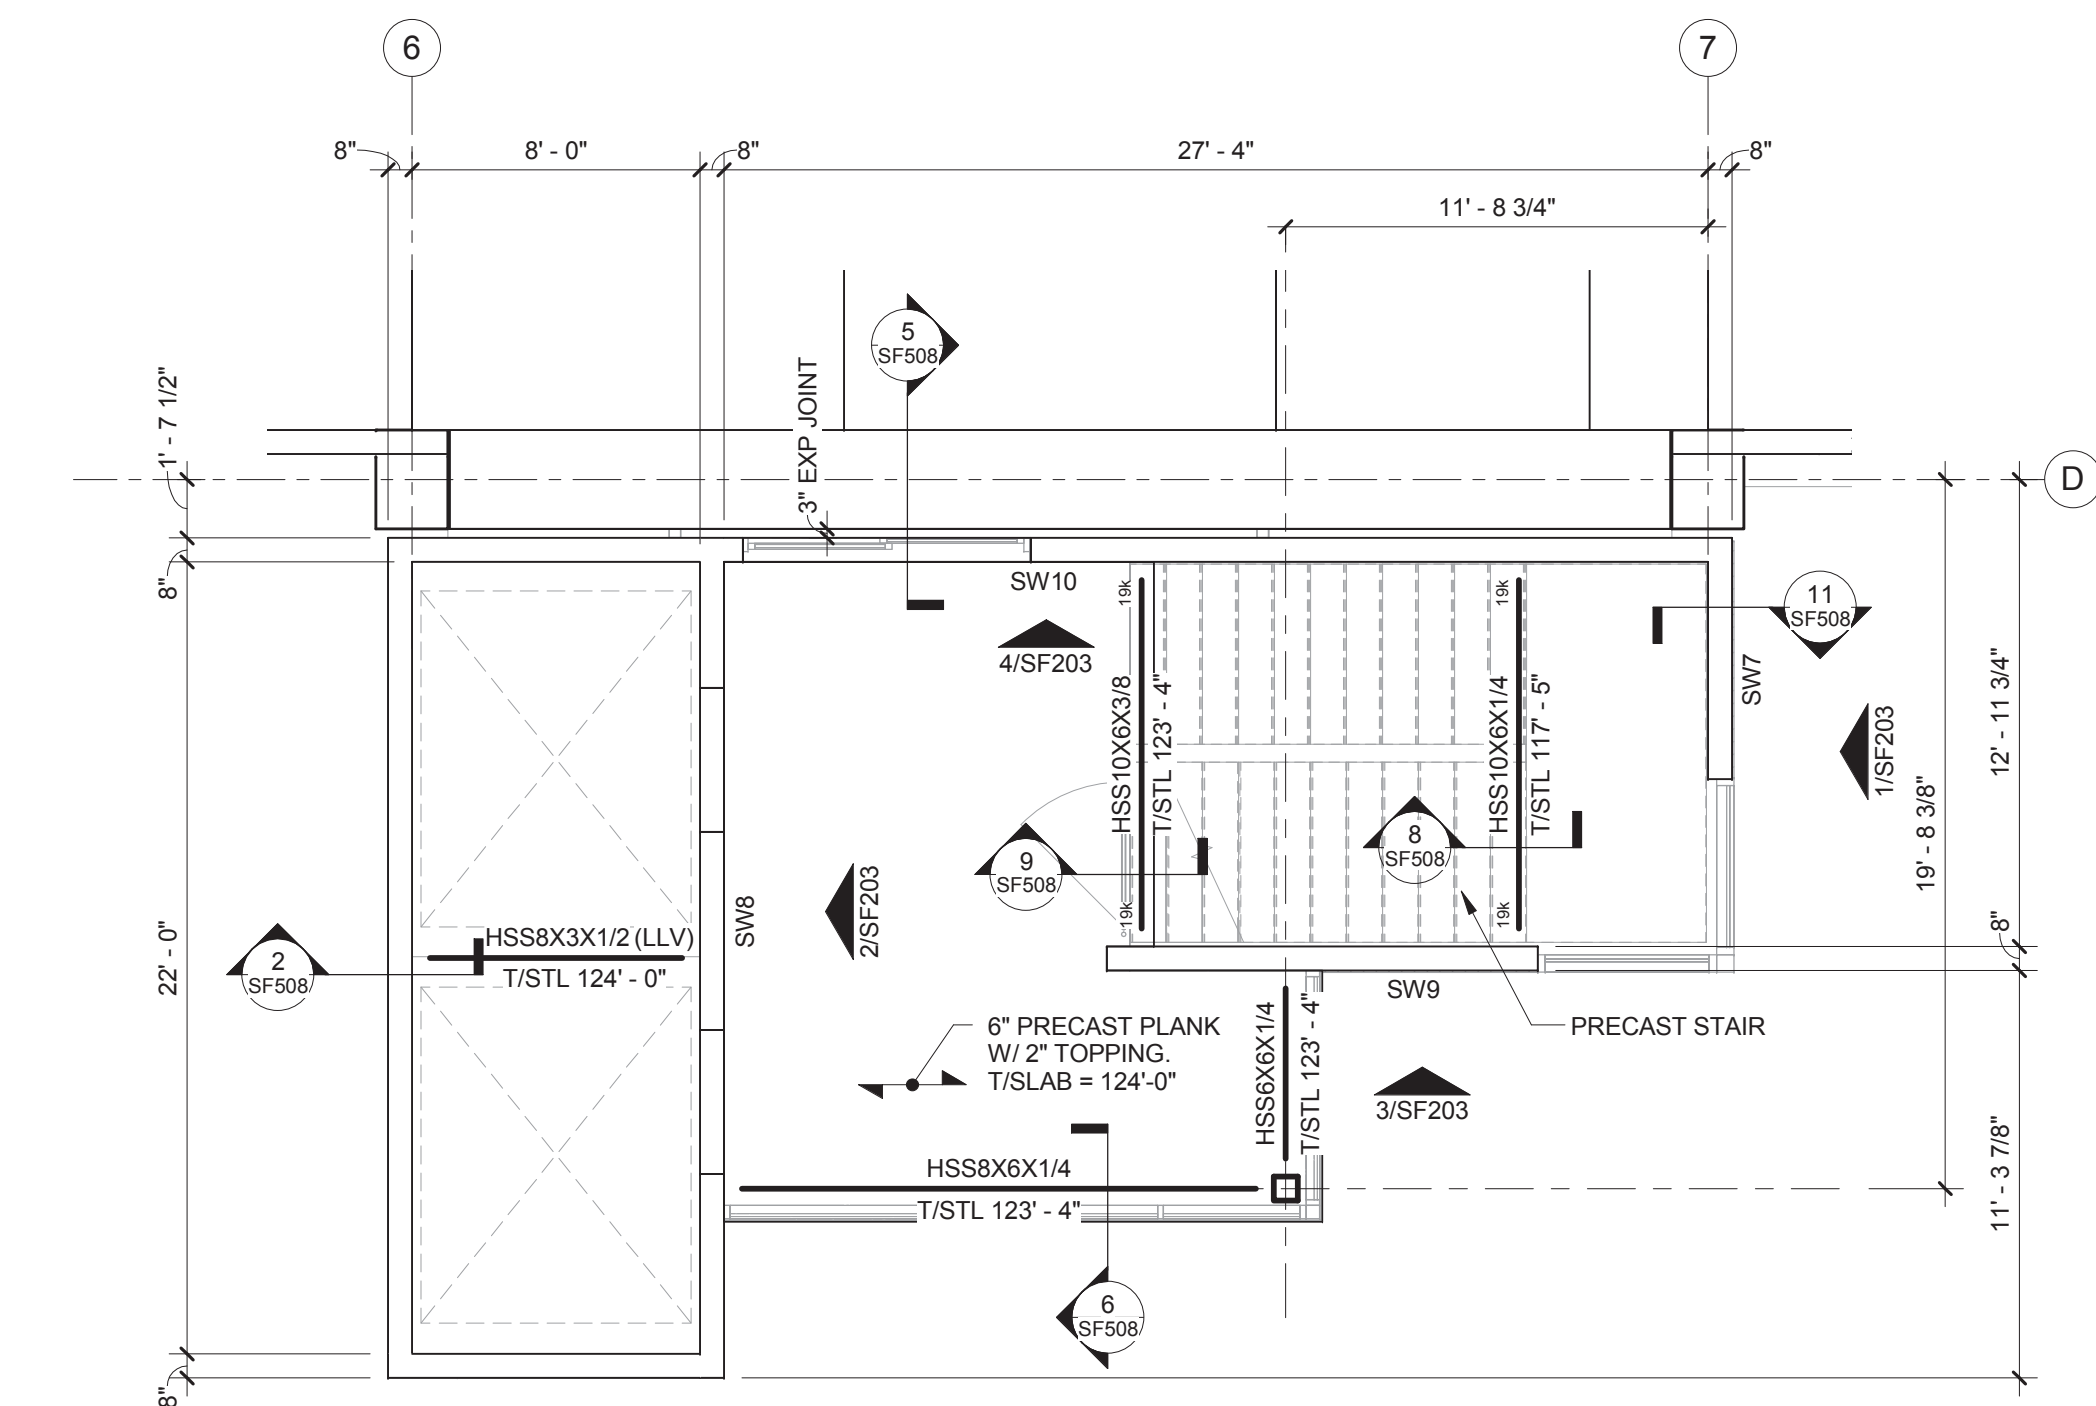 6
7
8"
8' - 0"
8"
27' - 4"
8"
11' - 8 3/4"
5
SF508
1' - 7 1/2"
3" EXP JOINT
D
8"
SW10
19k
19k
11
SF508
4/SF203
SW7
12' - 11 3/4"
HSS10X6X3/8
T/STL 123' - 4"
HSS10X6X1/4
T/STL 117' - 5"
1/SF203
19' - 8 3/8"
9
SF508
8
SF508
2/SF203
SW8
19k
19k
8"
22' - 0"
HSS8X3X1/2 (LLV)
T/STL 124' - 0"
2
SF508
SW9
6" PRECAST PLANK
W/ 2" TOPPING.
T/SLAB = 124'-0"
HSS6X6X1/4
T/STL 123' - 4"
PRECAST STAIR
3/SF203
11' - 3 7/8"
HSS8X6X1/4
T/STL 123' - 4"
6
SF508
8"